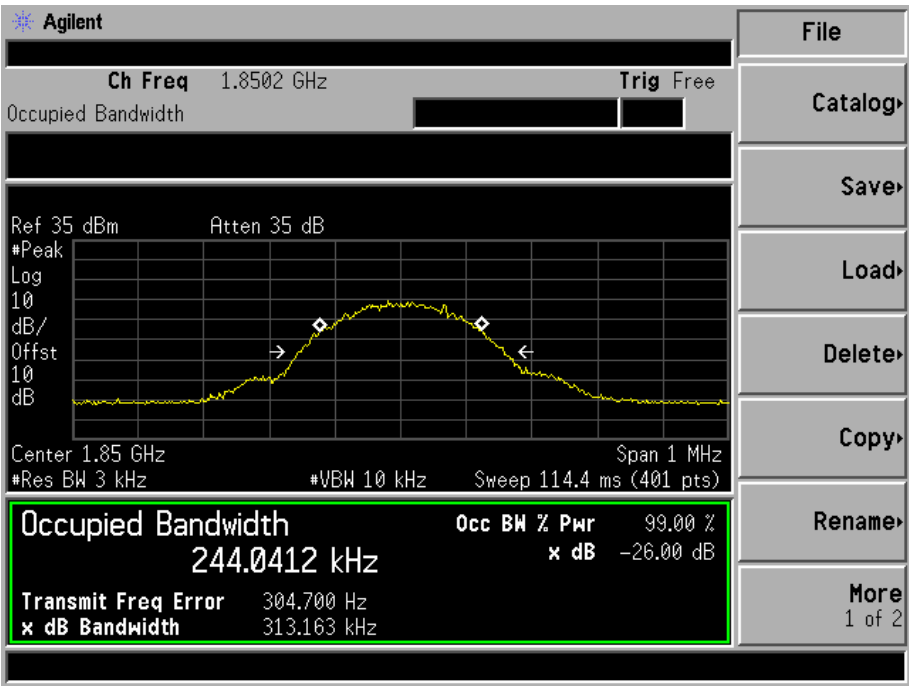 Agilent
File
Ch Freq 1.8502 GHz Trig Free
Occupied Bandwidth
Catalog
Save
Ref 35 dBm Atten 35 dB
#Peak
Log
10
dB/
Offst
10
dB
Load
Delete
Copy
Center 1.85 GHz Span 1 MHz
#Res BW 3 kHz #VBW 10 kHz Sweep 114.4 ms (401 pts)
Occupied Bandwidth Occ BW % Pwr 99.00 %
244.0412 kHz x dB -26.00 dB
Rename
Transmit Freq Error 304.700 Hz
x dB Bandwidth 313.163 kHz
More
1 of 2